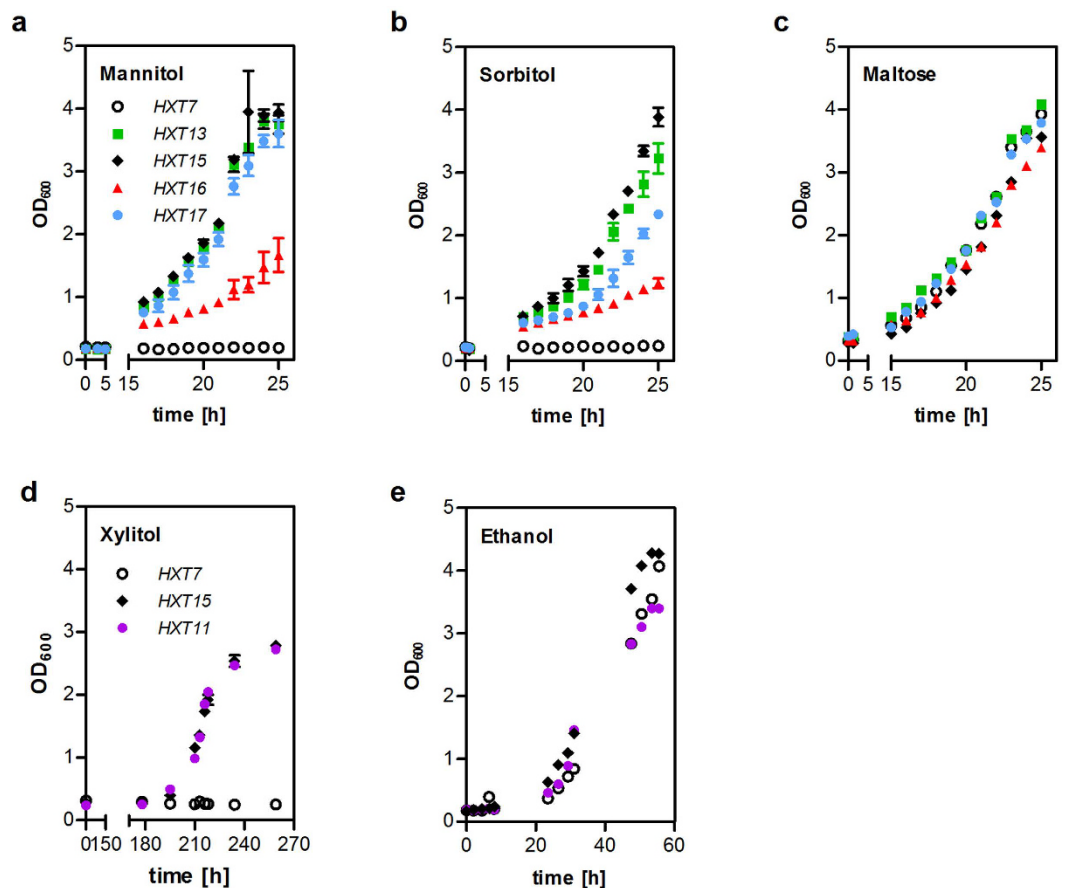 a
5
4
3
2
1
0
OD600
Mannitol
HXT7
HXT13
HXT15
HXT16
HXT17
0 5 15 20 25
time [h]
b
5
4
3
2
1
0
OD600
Sorbitol
0 5 15 20 25
time [h]
c
5
4
3
2
1
0
OD600
Maltose
0 5 15 20 25
time [h]
d
5
4
3
2
1
0
OD600
Xylitol
HXT7
HXT15
HXT11
0150 180 210 240 270
time [h]
e
5
4
3
2
1
0
OD600
Ethanol
0 20 40 60
time [h]